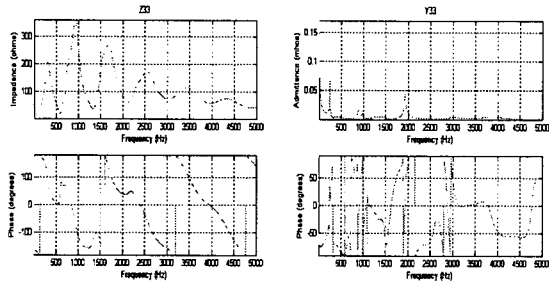 Z33
300
200
100
Impedance (ohms)
500 1000 1500 2000 2500 3000 3500 4000 4500 5000
Frequency (Hz)
Y33
0.15
0.1
0.05
Admittance (mhos)
500 1000 1500 2000 2500 3000 3500 4000 4500 5000
Frequency (Hz)
100
0
-100
Phase (degrees)
500 1000 1500 2000 2500 3000 3500 4000 4500 5000
Frequency (Hz)
50
0
-50
Phase (degrees)
500 1000 1500 2000 2500 3000 3500 4000 4500 5000
Frequency (Hz)